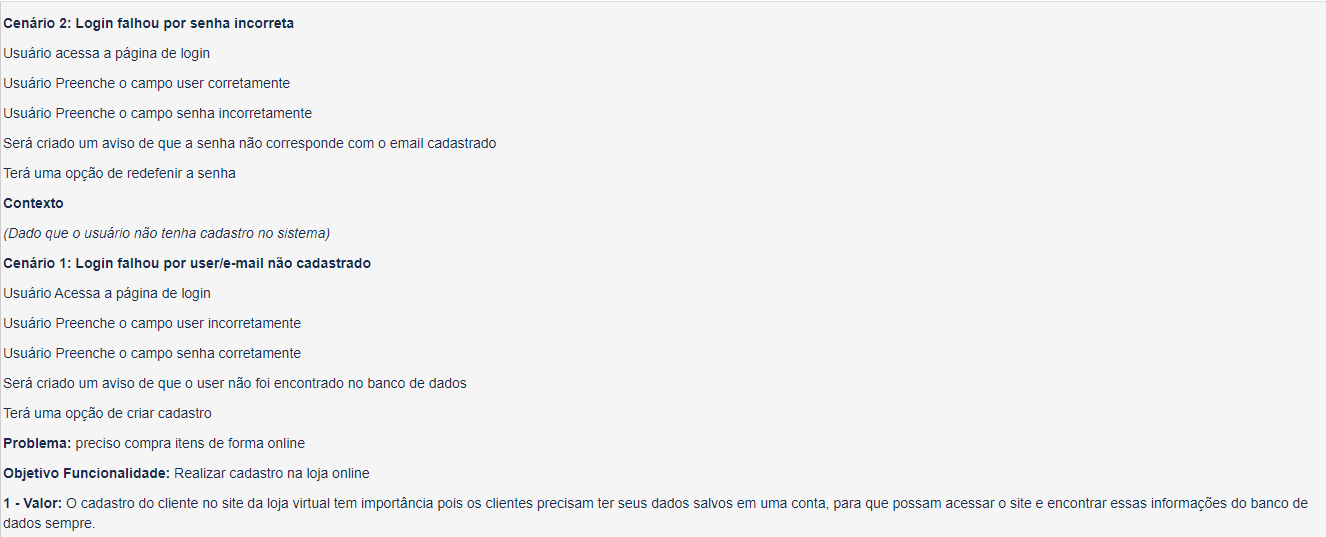 Cenário 2: Login falhou por senha incorreta
Usuário acessa a página de login
Usuário Preenche o campo user corretamente
Usuário Preenche o campo senha incorretamente
Será criado um aviso de que a senha não corresponde com o email cadastrado
Terá uma opção de redefenir a senha
Contexto
(Dado que o usuário não tenha cadastro no sistema)
Cenário 1: Login falhou por user/e-mail não cadastrado
Usuário Acessa a página de login
Usuário Preenche o campo user incorretamente
Usuário Preenche o campo senha corretamente
Será criado um aviso de que o user não foi encontrado no banco de dados
Terá uma opção de criar cadastro
Problema: preciso compra itens de forma online
Objetivo Funcionalidade: Realizar cadastro na loja online
1 - Valor: O cadastro do cliente no site da loja virtual tem importância pois os clientes precisam ter seus dados salvos em uma conta, para que possam acessar o site e encontrar essas informações do banco de
dados sempre.